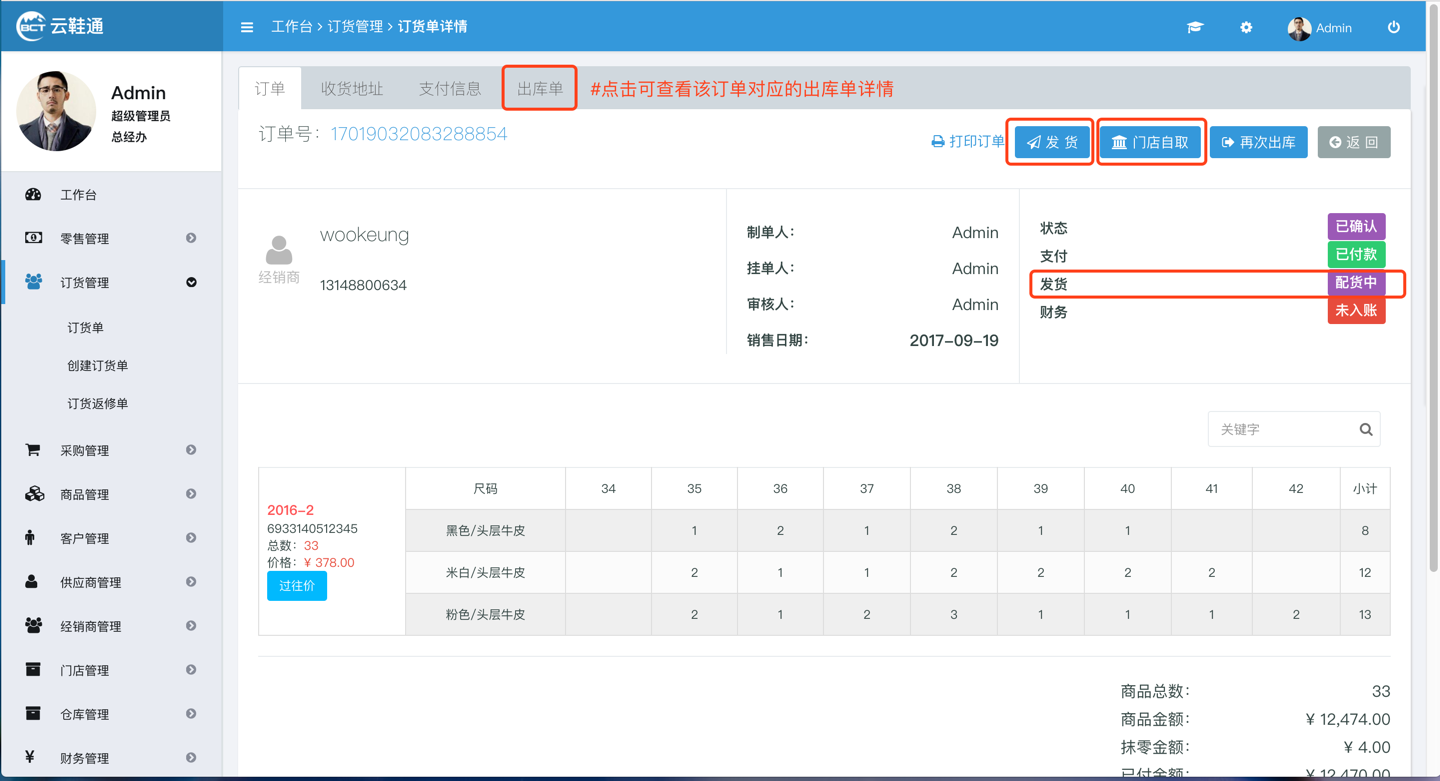 BCT 云鞋通
工作台 > 订货管理 > 订货单详情
Admin
Admin
超级管理员
总经办
工作台
零售管理
订货管理
订货单
创建订货单
订货返修单
采购管理
商品管理
客户管理
供应商管理
经销商管理
门店管理
仓库管理
¥ 财务管理
订单 收货地址 支付信息 出库单 #点击可查看该订单对应的出库单详情
订单号：17019032083288854
打印订单 发 货 门店自取 再次出库 返 回
经销商
wookeung
13148800634
制单人： Admin
挂单人： Admin
审核人： Admin
销售日期： 2017-09-19
状态 已确认
支付 已付款
发货 配货中
财务 未入账
关键字
2016-2
6933140512345
总数：33
价格：¥ 378.00
过往价
尺码 34 35 36 37 38 39 40 41 42 小计
黑色/头层牛皮 1 2 1 2 1 1 8
米白/头层牛皮 2 1 1 2 2 2 2 12
粉色/头层牛皮 2 1 2 3 1 1 1 2 13
商品总数： 33
商品金额： ¥ 12,474.00
抹零金额： ¥ 4.00
已付金额： ¥ 12,470.00